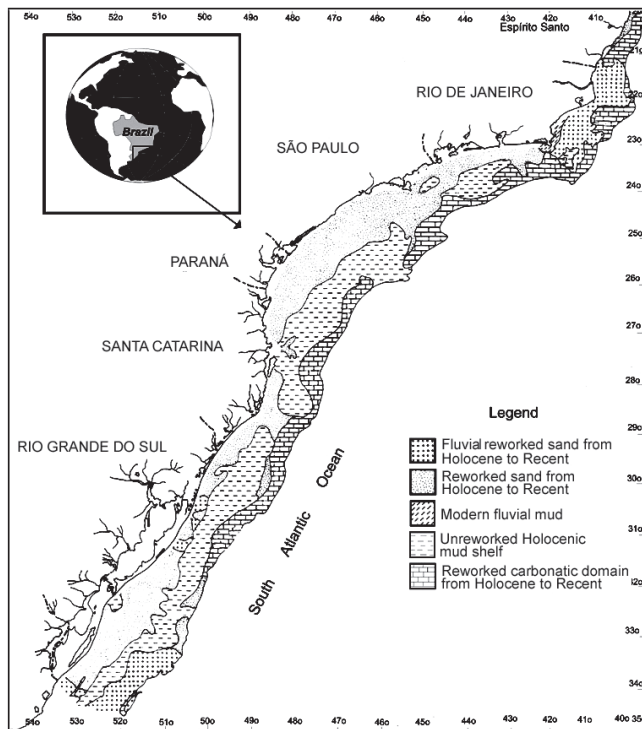 54o 53o 52o 51o 50o 49o 48o 47o 46o 45o 44o 43o 42o 41o
Espírito Santo
21o
RIO DE JANEIRO
22o
Brazil
23o
SÃO PAULO
24o
25o
PARANÁ
26o
27o
SANTA CATARINA
28o
Legend
29o
RIO GRANDE DO SUL
Fluvial reworked sand from
Holocene to Recent
30o
Reworked sand from
Holocene to Recent
Modern fluvial mud
31o
Unreworked Holocenic
mud shelf
Reworked carbonatic domain
from Holocene to Recent
32o
South Atlantic Ocean
33o
34o
54o 53o 52o 51o 50o 49o 48o 47o 46o 45o 44o 43o 42o 41o 40o 35o